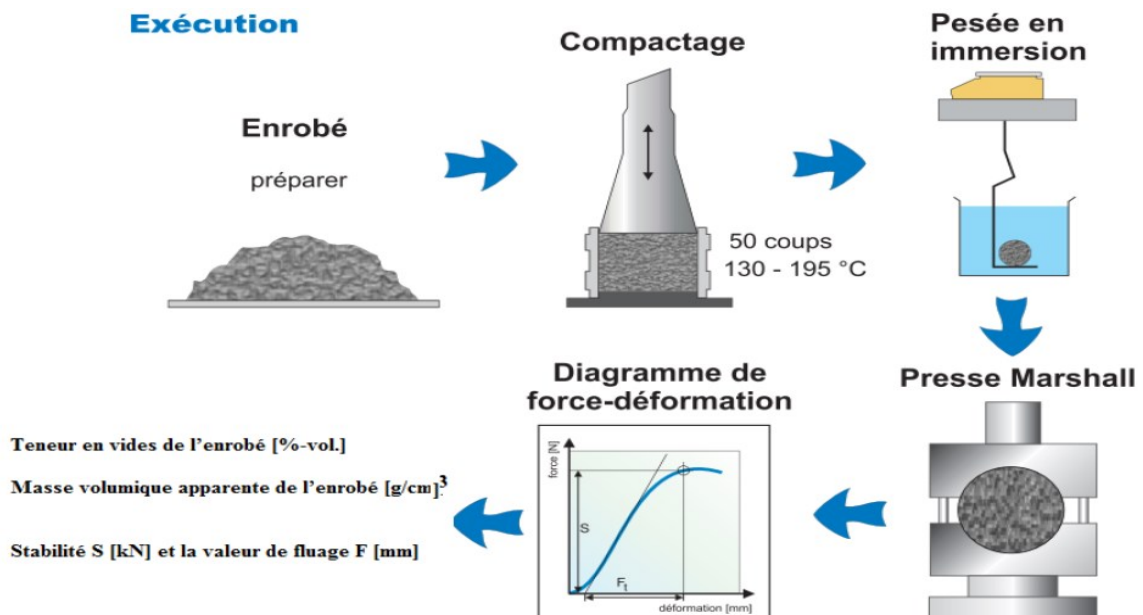 Exécution
Enrobé
préparer
Compactage
50 coups
130 - 195 °C
Pesée en
immersion
Presse Marshall
Diagramme de
force-déformation
force [N]
S
Ft
déformation [mm]
Teneur en vides de l’enrobé [%-vol.]
Masse volumique apparente de l’enrobé [g/cm]³
Stabilité S [kN] et la valeur de fluage F [mm]